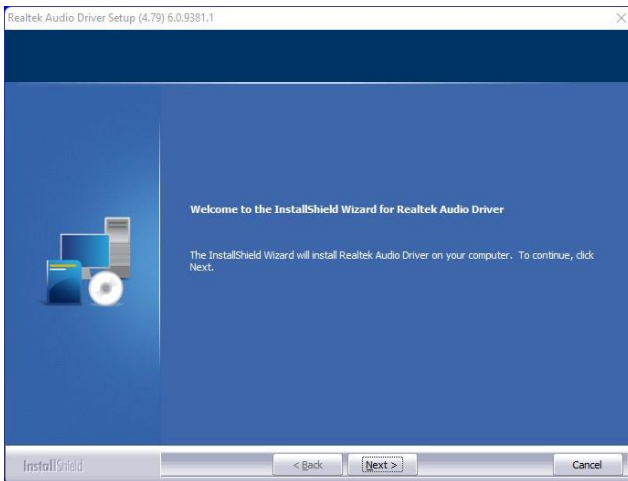 Realtek Audio Driver Setup (4.79) 6.0.9381.1
Welcome to the InstallShield Wizard for Realtek Audio Driver
The InstallShield Wizard will install Realtek Audio Driver on your computer. To continue, click
Next.
InstallShield
< Back
Next >
Cancel